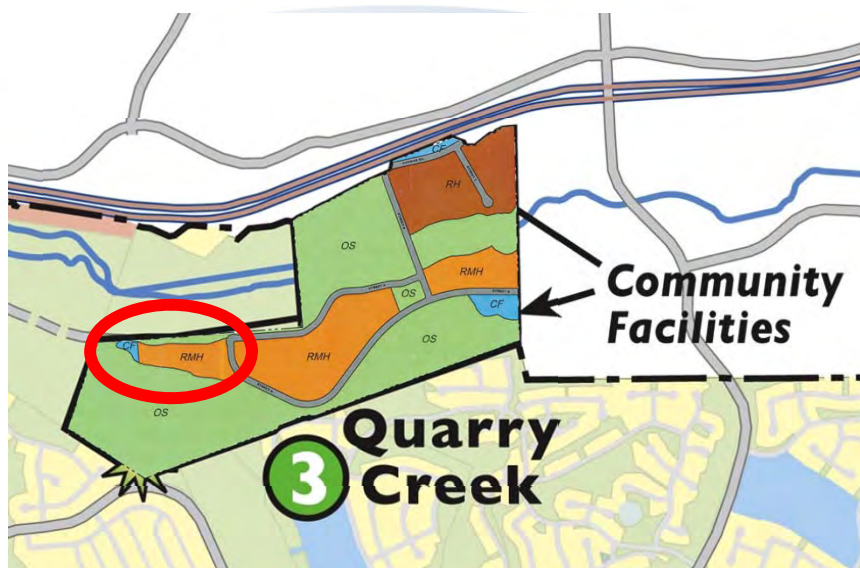 CF
RH
OS
RMH
OS
Community
CF
Facilities
CF
RMH
RMH
OS
OS
Quarry
3
Creek